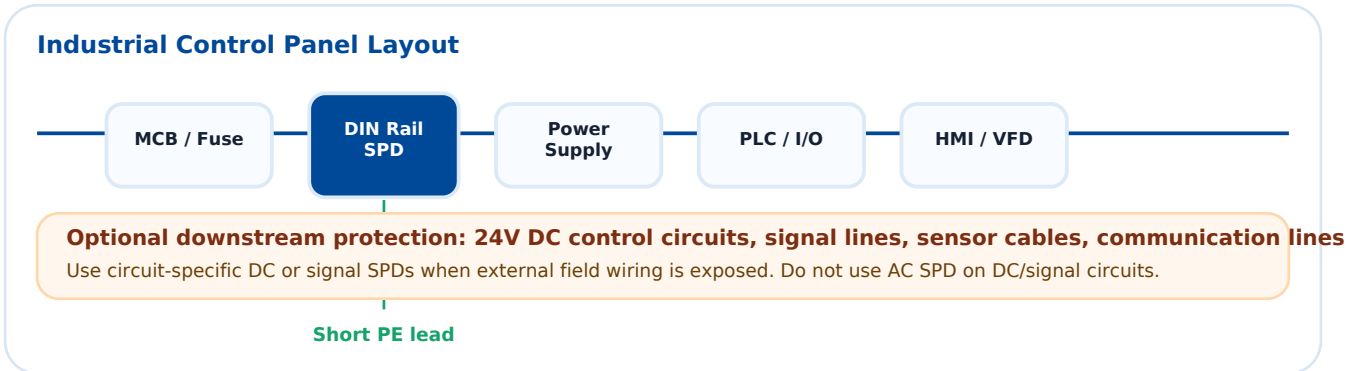 Industrial Control Panel Layout
MCB / Fuse
DIN Rail
SPD
Power
Supply
PLC / I/O
HMI / VFD
Optional downstream protection: 24V DC control circuits, signal lines, sensor cables, communication lines
Use circuit-specific DC or signal SPDs when external field wiring is exposed. Do not use AC SPD on DC/signal circuits.
Short PE lead